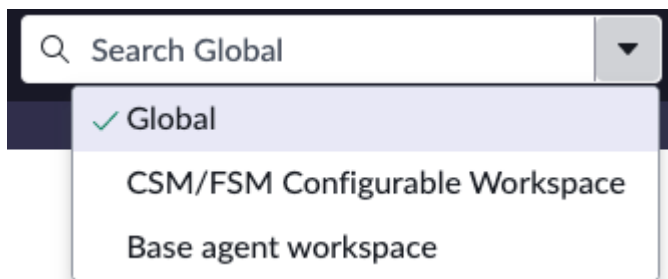 Search Global
Global
CSM/FSM Configurable Workspace
Base agent workspace